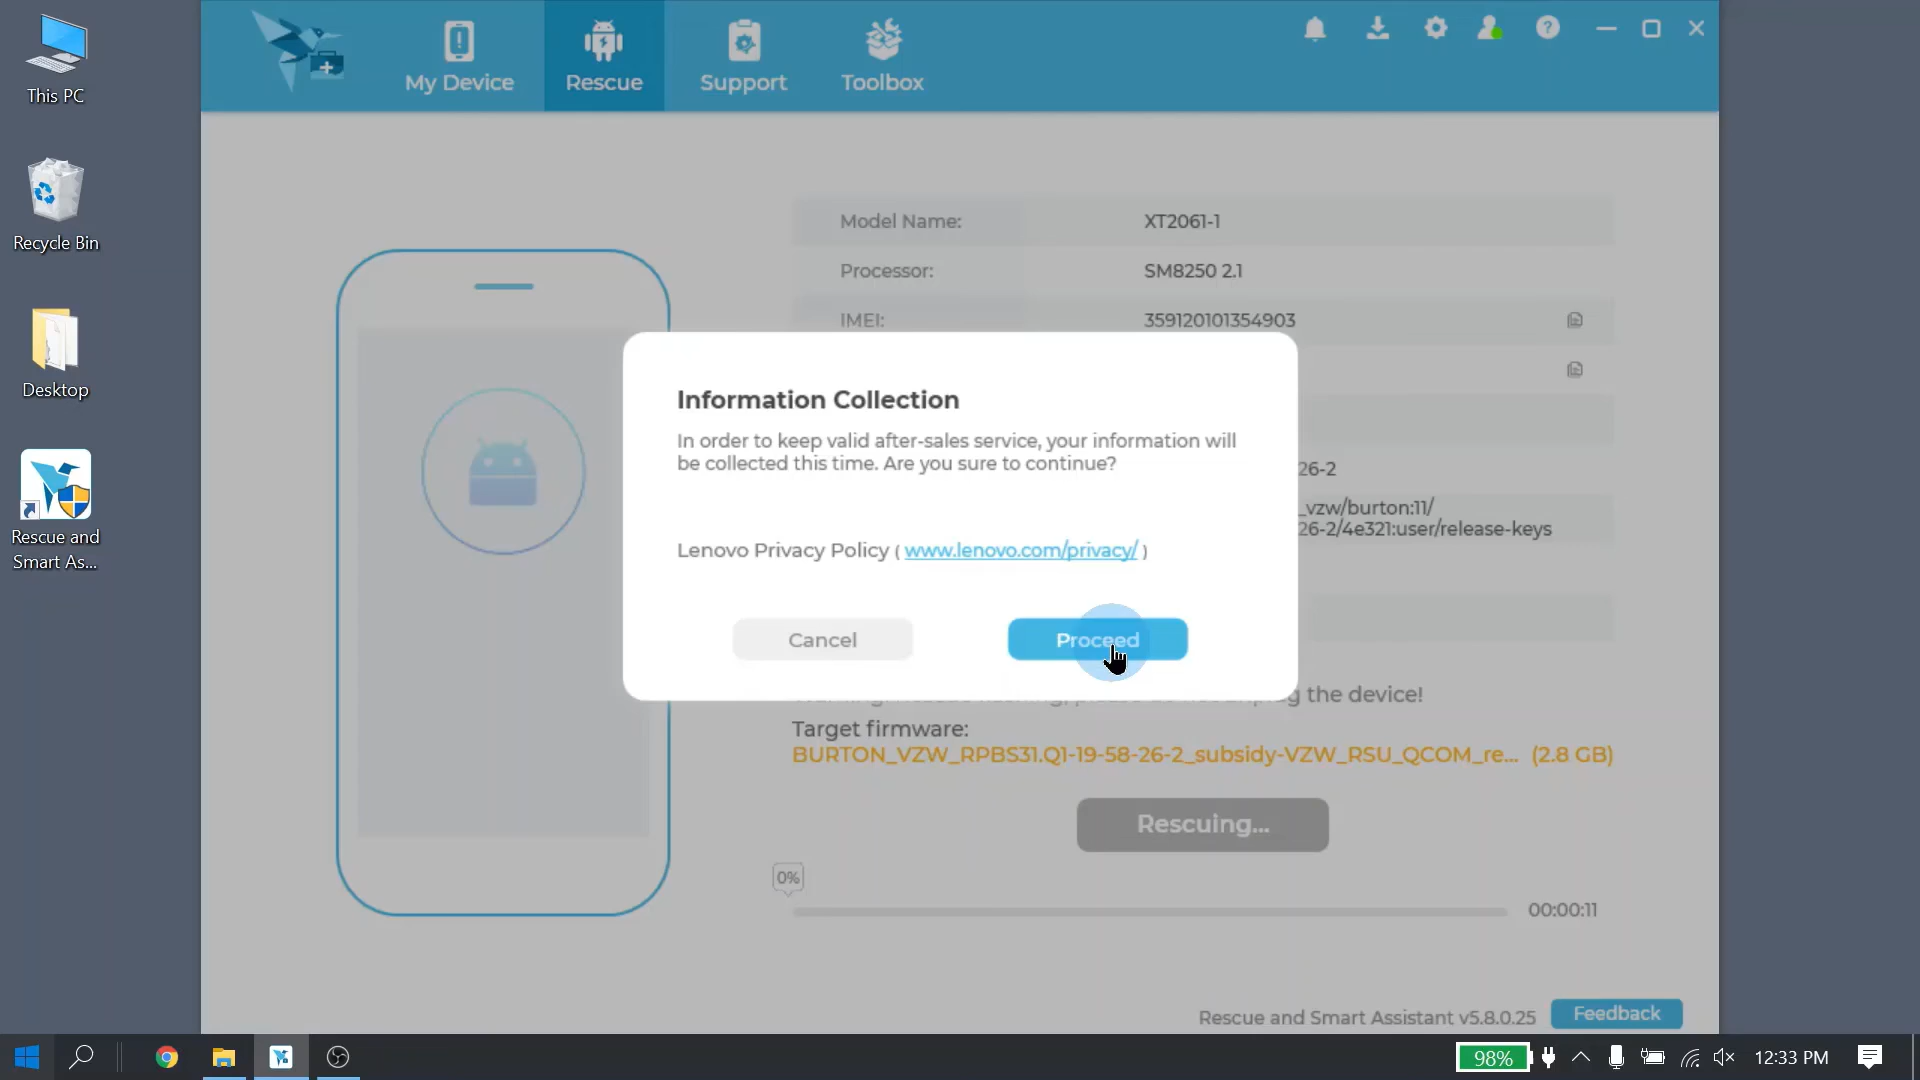 This PC
Recycle Bin
Desktop
Rescue and
Smart As...
My Device
Rescue
Support
Toolbox
Model Name:
XT2061-1
Processor:
SM8250 2.1
IMEI:
359120101354903
26-2
_vzw/burton:11/
26-2/4e321:user/release-keys
Information Collection
In order to keep valid after-sales service, your information will
be collected this time. Are you sure to continue?
Lenovo Privacy Policy ( www.lenovo.com/privacy/ )
Cancel
Proceed
the device!
Target firmware:
BURTON_VZW_RPBS31.Q1-19-58-26-2_subsidy-VZW_RSU_QCOM_re... (2.8 GB)
Rescuing...
0%
00:00:11
Rescue and Smart Assistant v5.8.0.25
Feedback
98%
12:33 PM